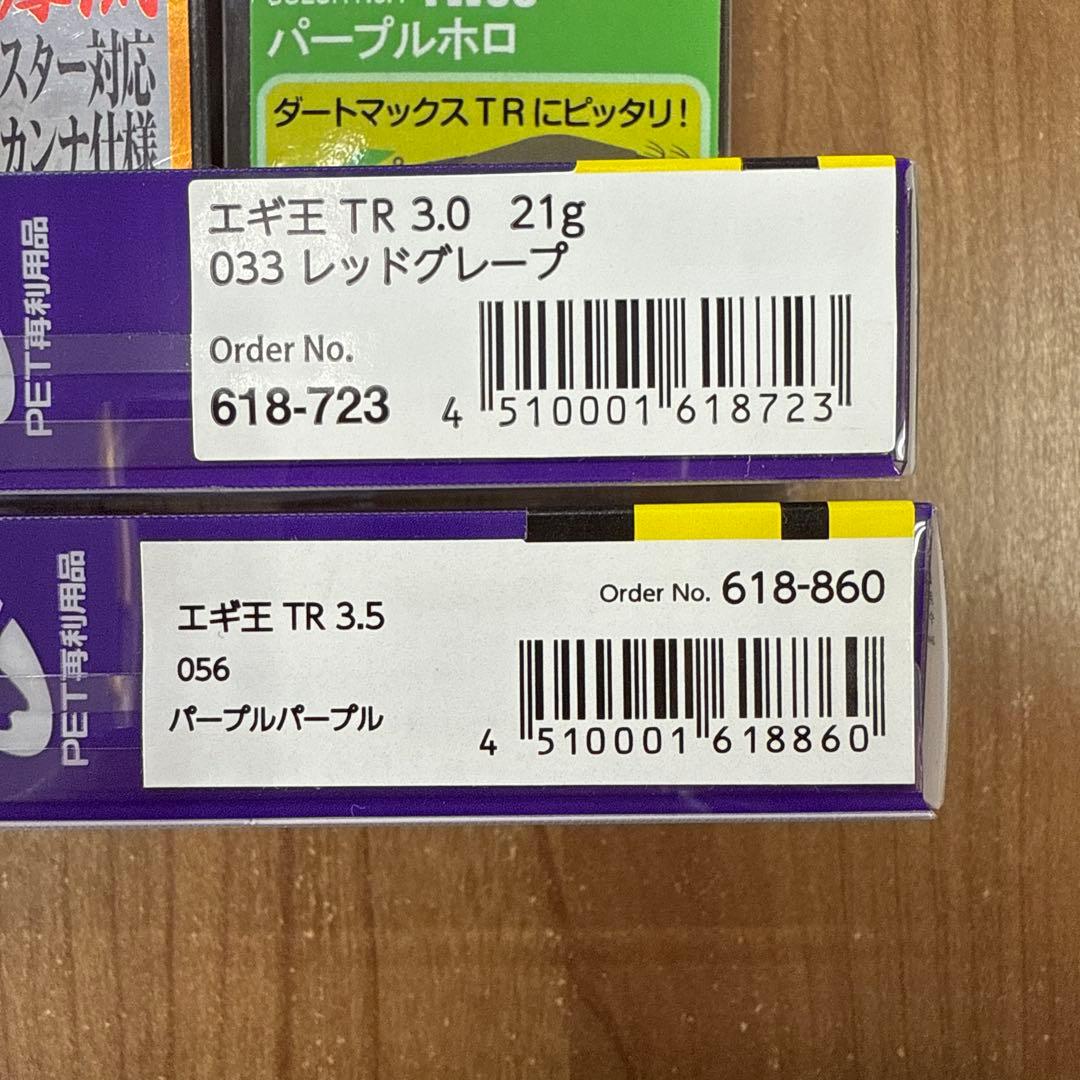 スター対応
カンナ仕様
パープルホロ
ダートマックスTRにピッタリ!
PET再利用品
エギ王 TR 3.0 21g
033 レッドグレープ
Order No.
618-723
4 510001 618723
PET再利用品
Order No. 618-860
エギ王 TR 3.5
056
パープルパープル
4 510001 618860